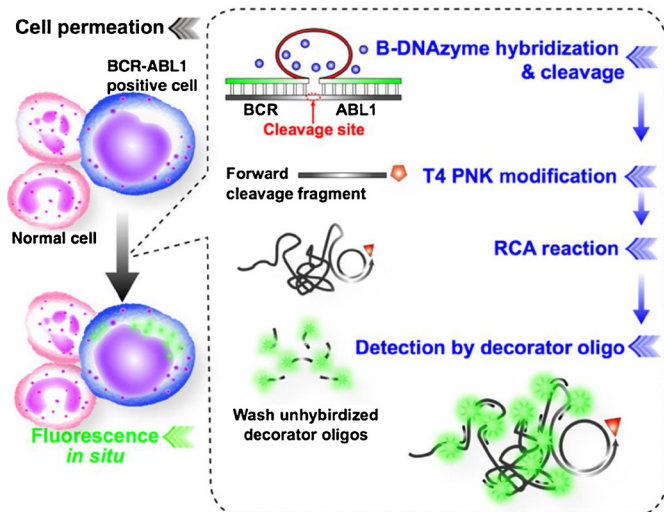 Cell permeation
BCR-ABL1
positive cell
Normal cell
Fluorescence
in situ
B-DNAzyme hybridization
& cleavage
BCR
ABL1
Cleavage site
Forward
cleavage fragment
T4 PNK modification
RCA reaction
Detection by decorator oligo
Wash unhybirdized
decorator oligos